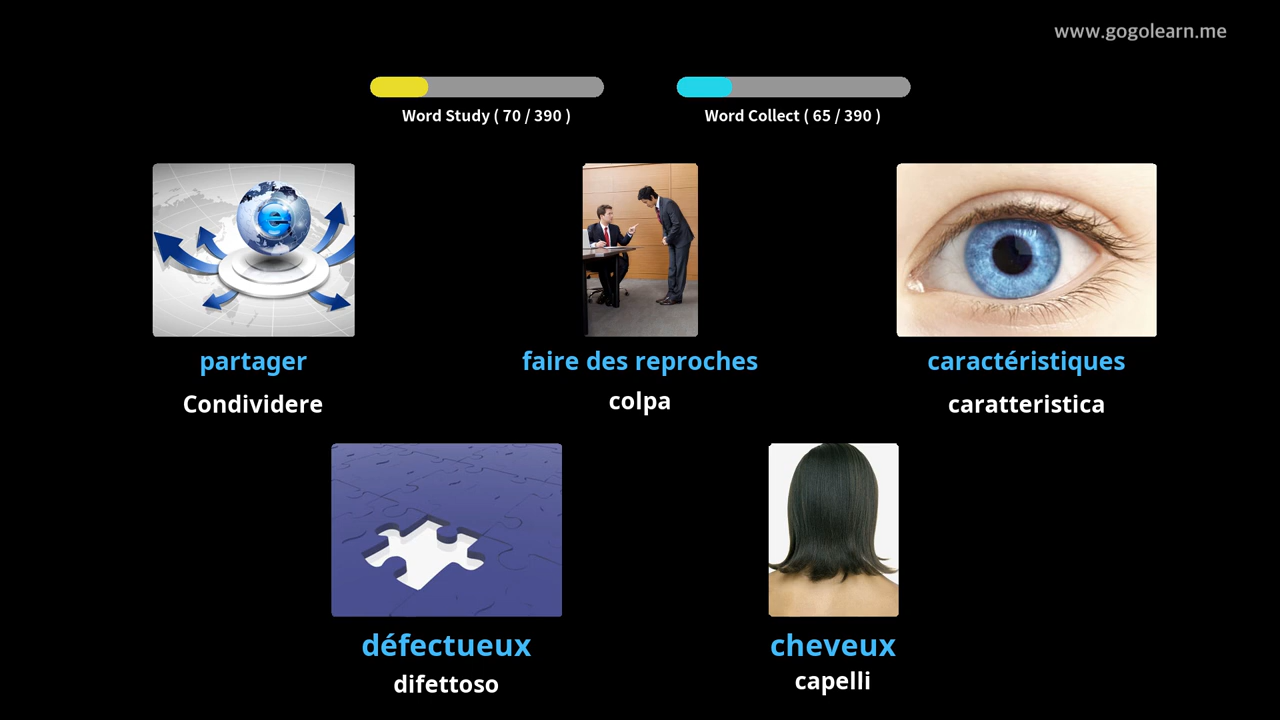 www.gogolearn.me
Word Study ( 70 / 390 )
Word Collect ( 65 / 390 )
e
partager
faire des reproches
caractéristiques
Condividere
colpa
caratteristica
défectueux
cheveux
difettoso
capelli